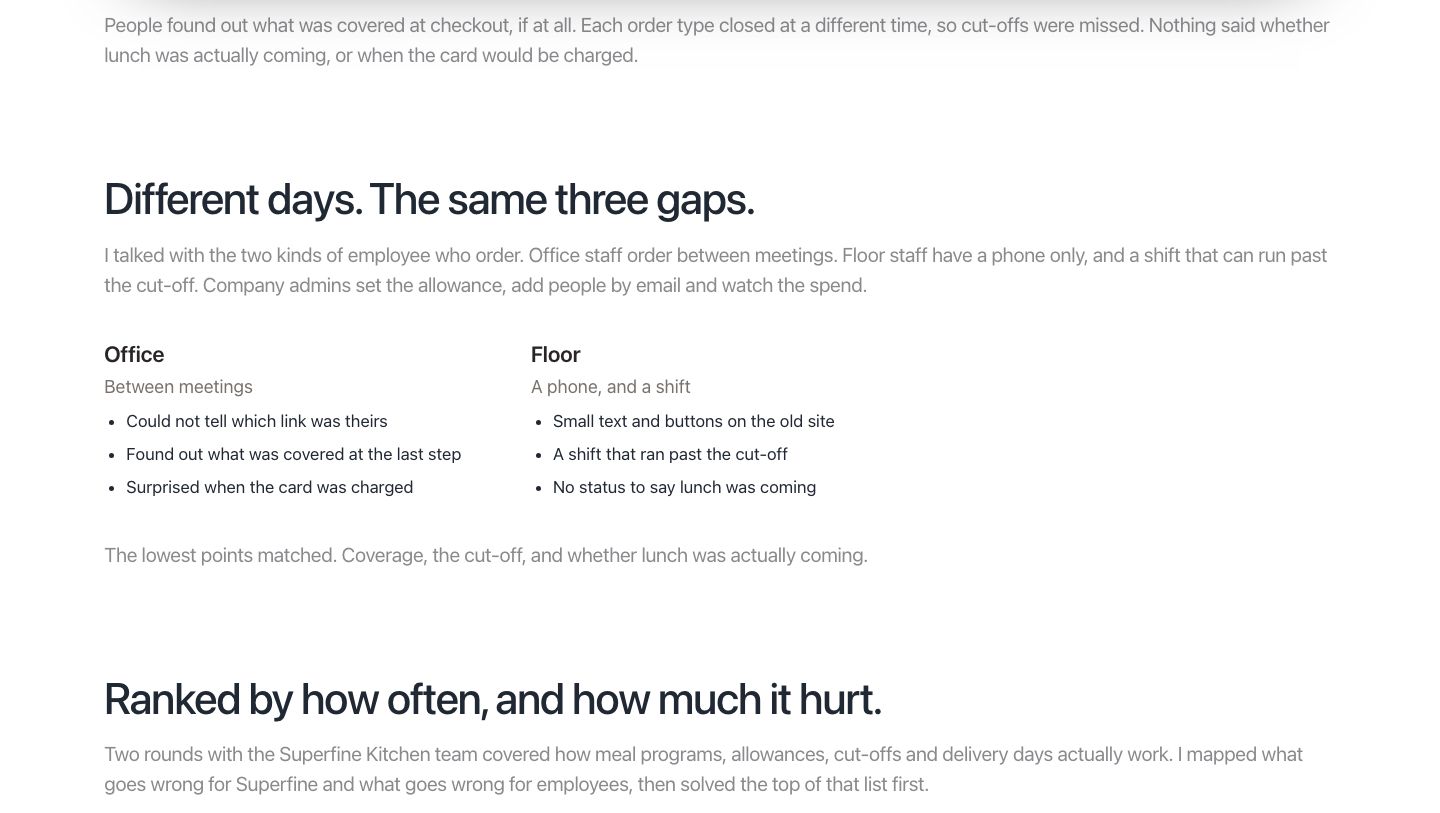 People found out what was covered at checkout, if at all. Each order type closed at a different time, so cut-offs were missed. Nothing said whether
lunch was actually coming, or when the card would be charged.
Different days. The same three gaps.
I talked with the two kinds of employee who order. Office staff order between meetings. Floor staff have a phone only, and a shift that can run past
the cut-off. Company admins set the allowance, add people by email and watch the spend.
Office
Between meetings
• Could not tell which link was theirs
• Found out what was covered at the last step
• Surprised when the card was charged
Floor
A phone, and a shift
• Small text and buttons on the old site
• A shift that ran past the cut-off
• No status to say lunch was coming
The lowest points matched. Coverage, the cut-off, and whether lunch was actually coming.
Ranked by how often, and how much it hurt.
Two rounds with the Superfine Kitchen team covered how meal programs, allowances, cut-offs and delivery days actually work. I mapped what
goes wrong for Superfine and what goes wrong for employees, then solved the top of that list first.